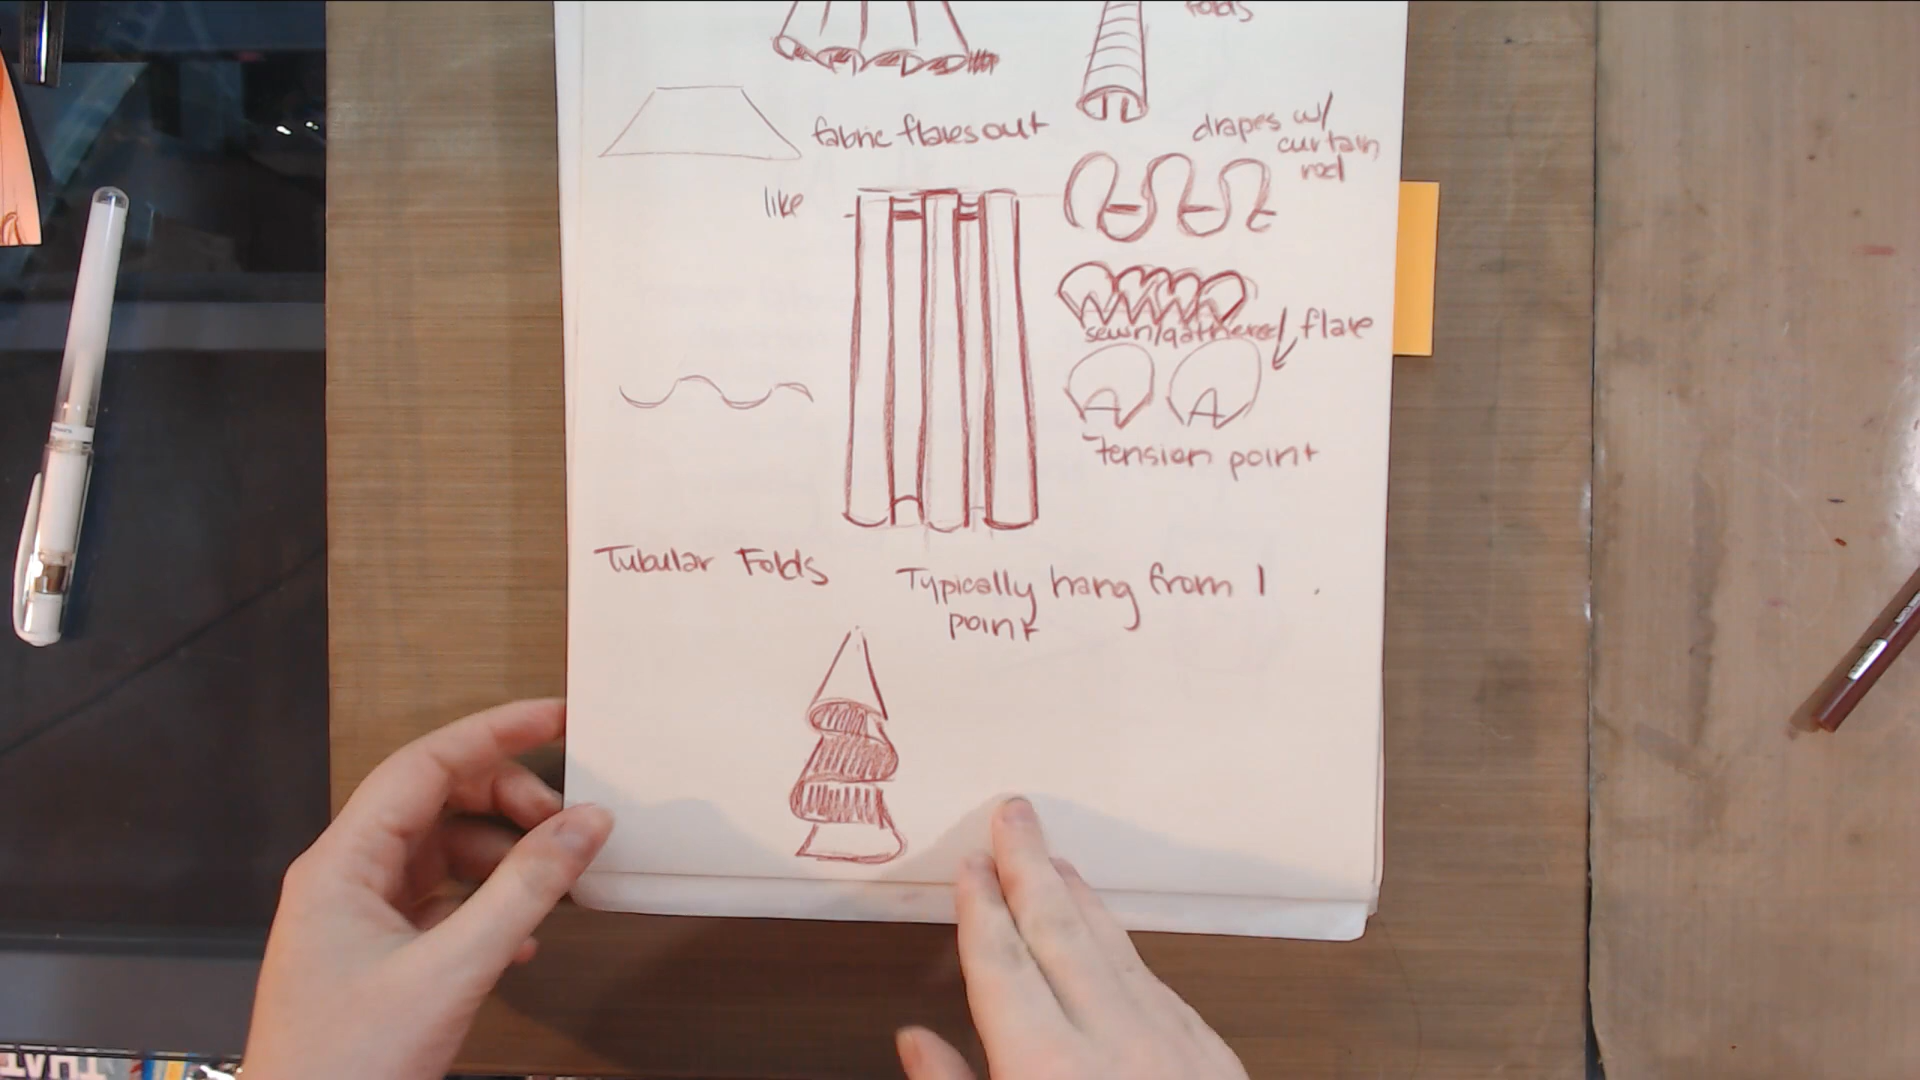 folds
fabric flares out
drapes w/
curtain
rod
like
sewn/gathered
flare
Tension point
Tubular Folds
Typically hang from 1
point
THAT